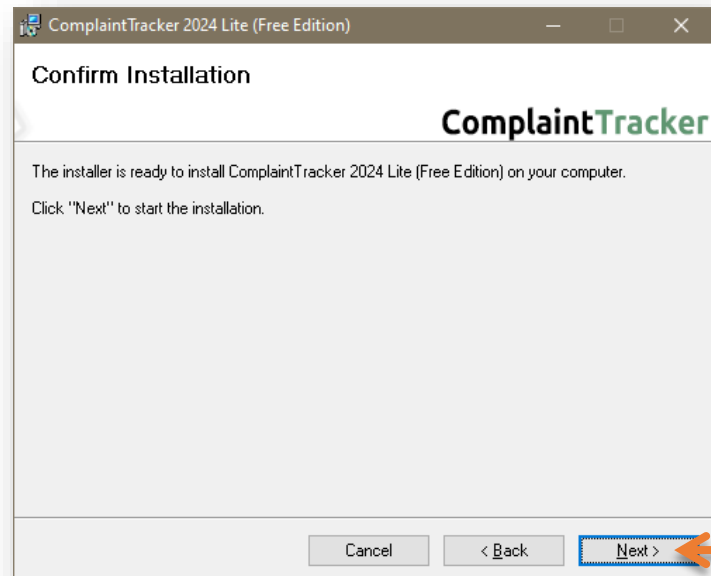 ComplaintTracker 2024 Lite (Free Edition)
Confirm Installation
ComplaintTracker
The installer is ready to install ComplaintTracker 2024 Lite (Free Edition) on your computer.
Click "Next" to start the installation.
Cancel
< Back
Next >